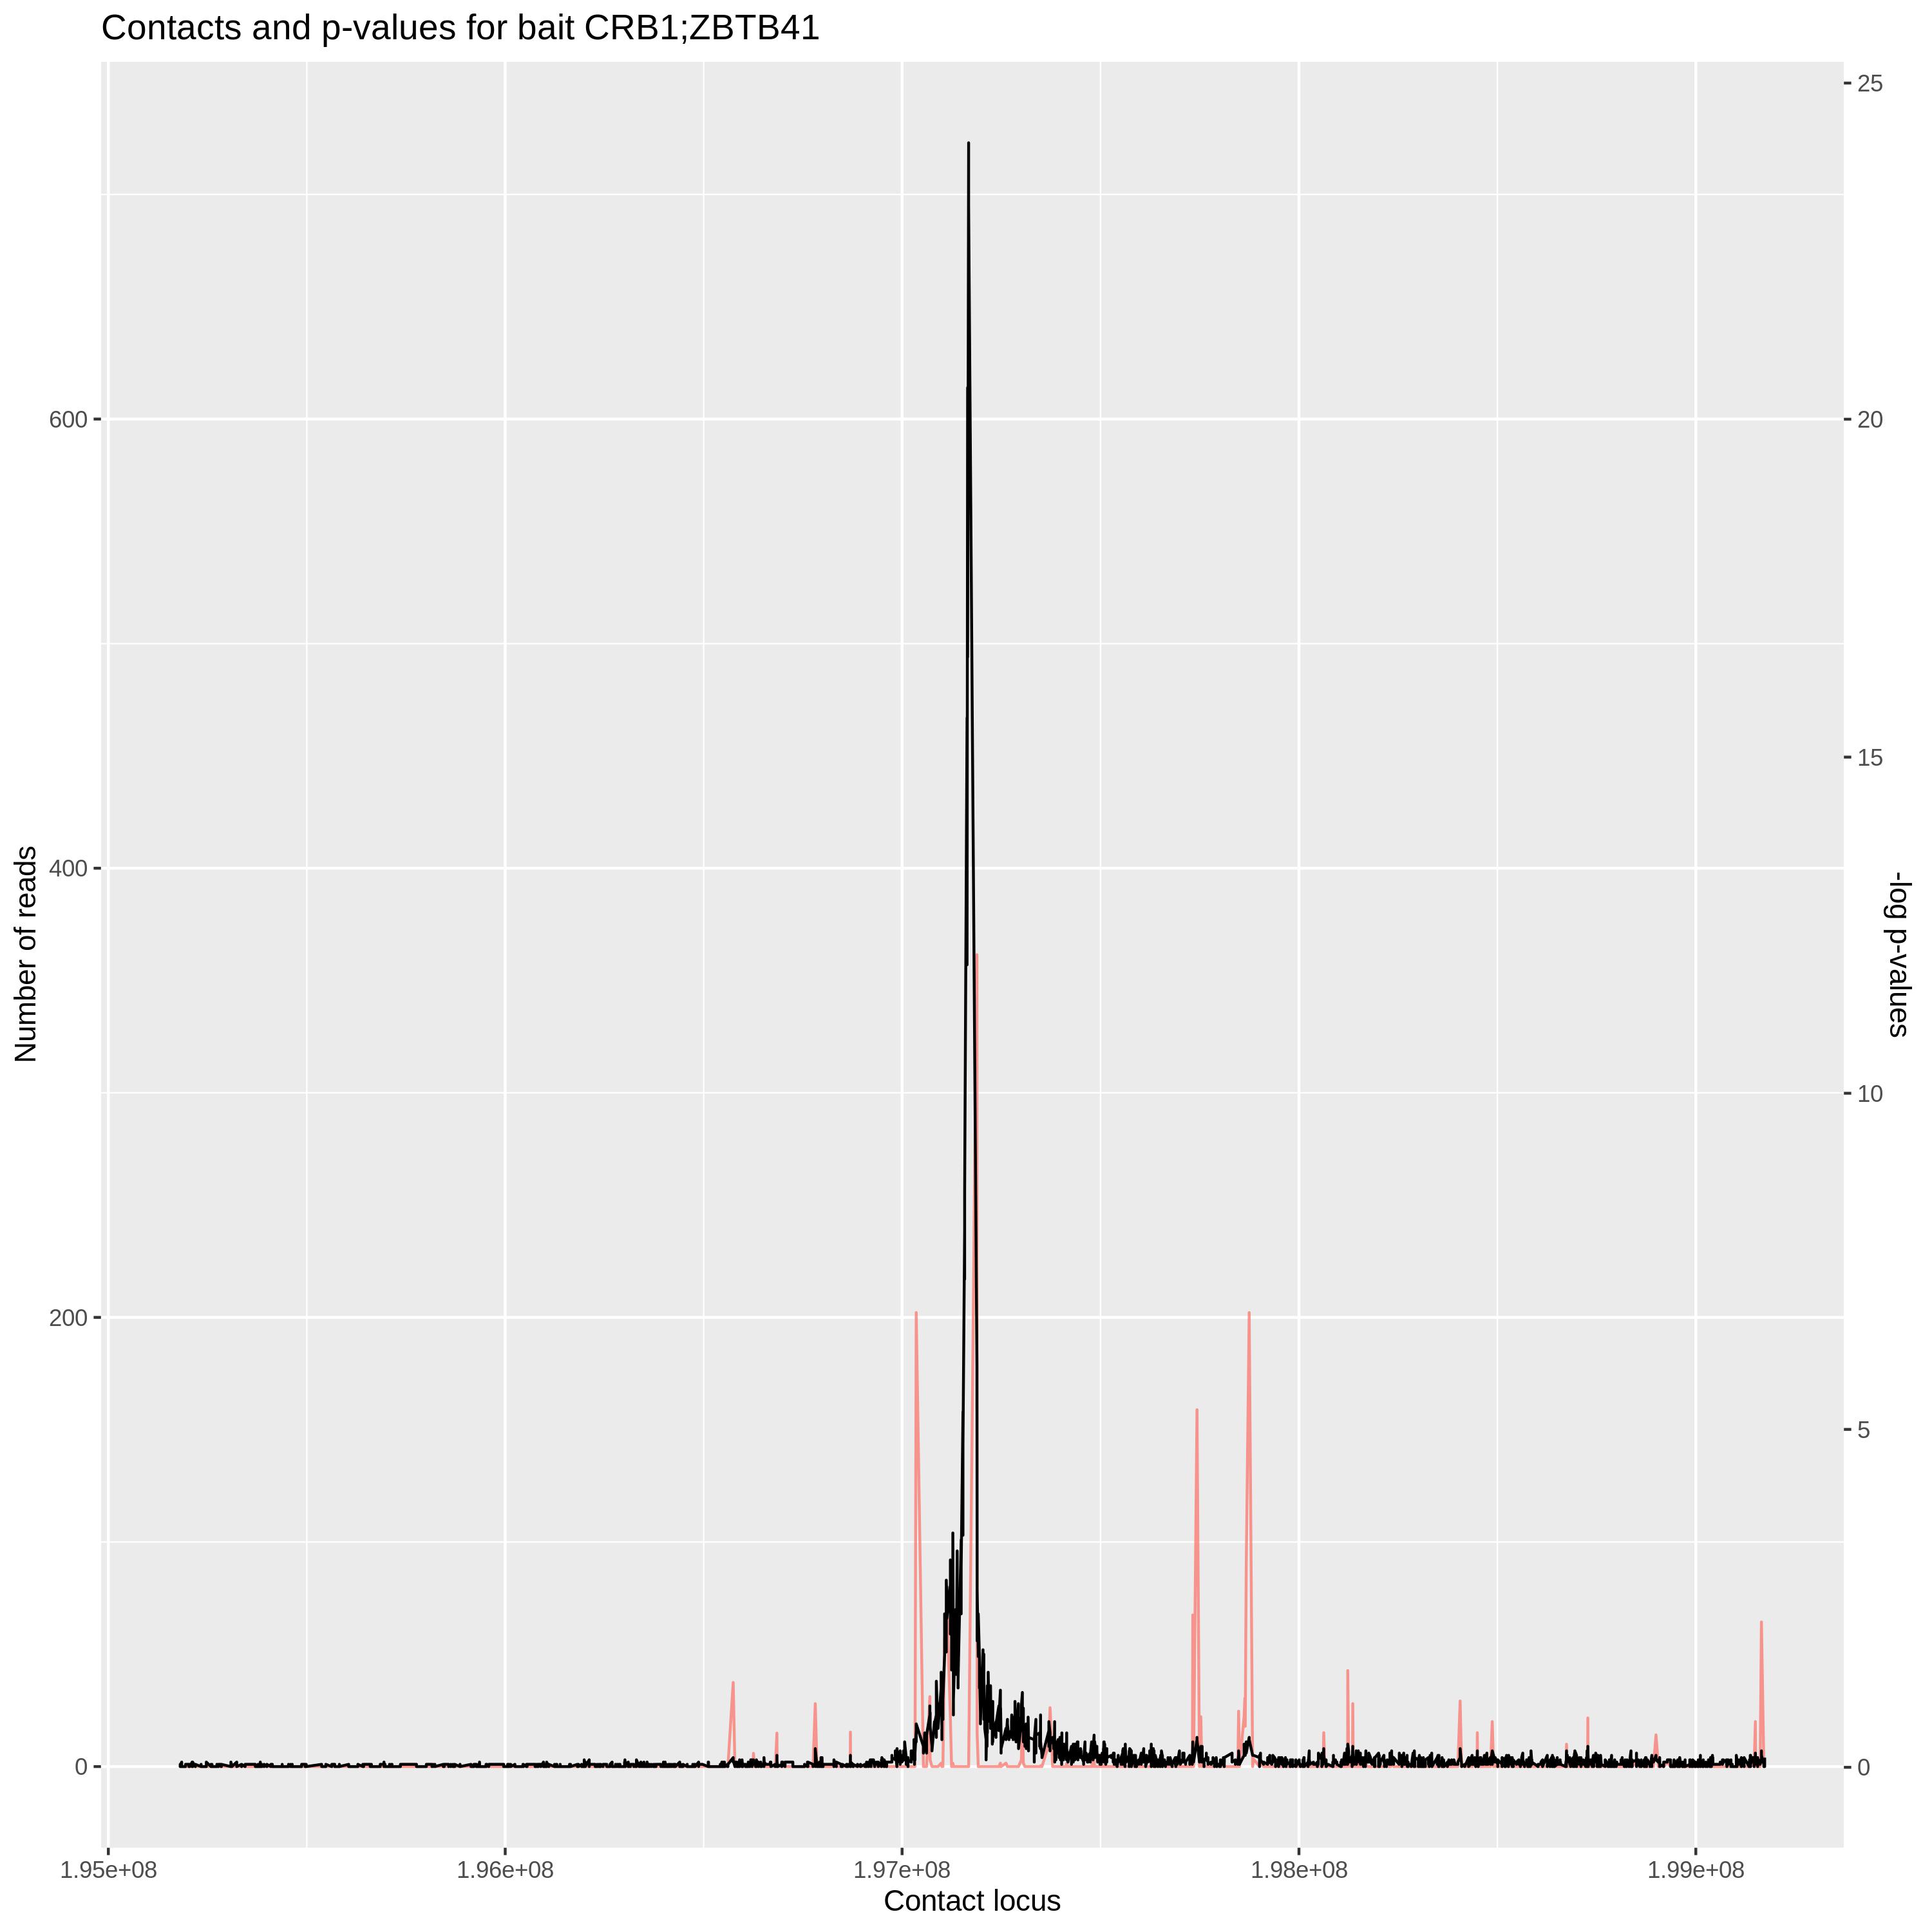 Contacts and p-values for bait CRB1;ZBTB41
Number of reads
600
400
200
0
25
20
15
10
5
0
-log p-values
1.95e+08
1.96e+08
1.97e+08
1.98e+08
1.99e+08
Contact locus